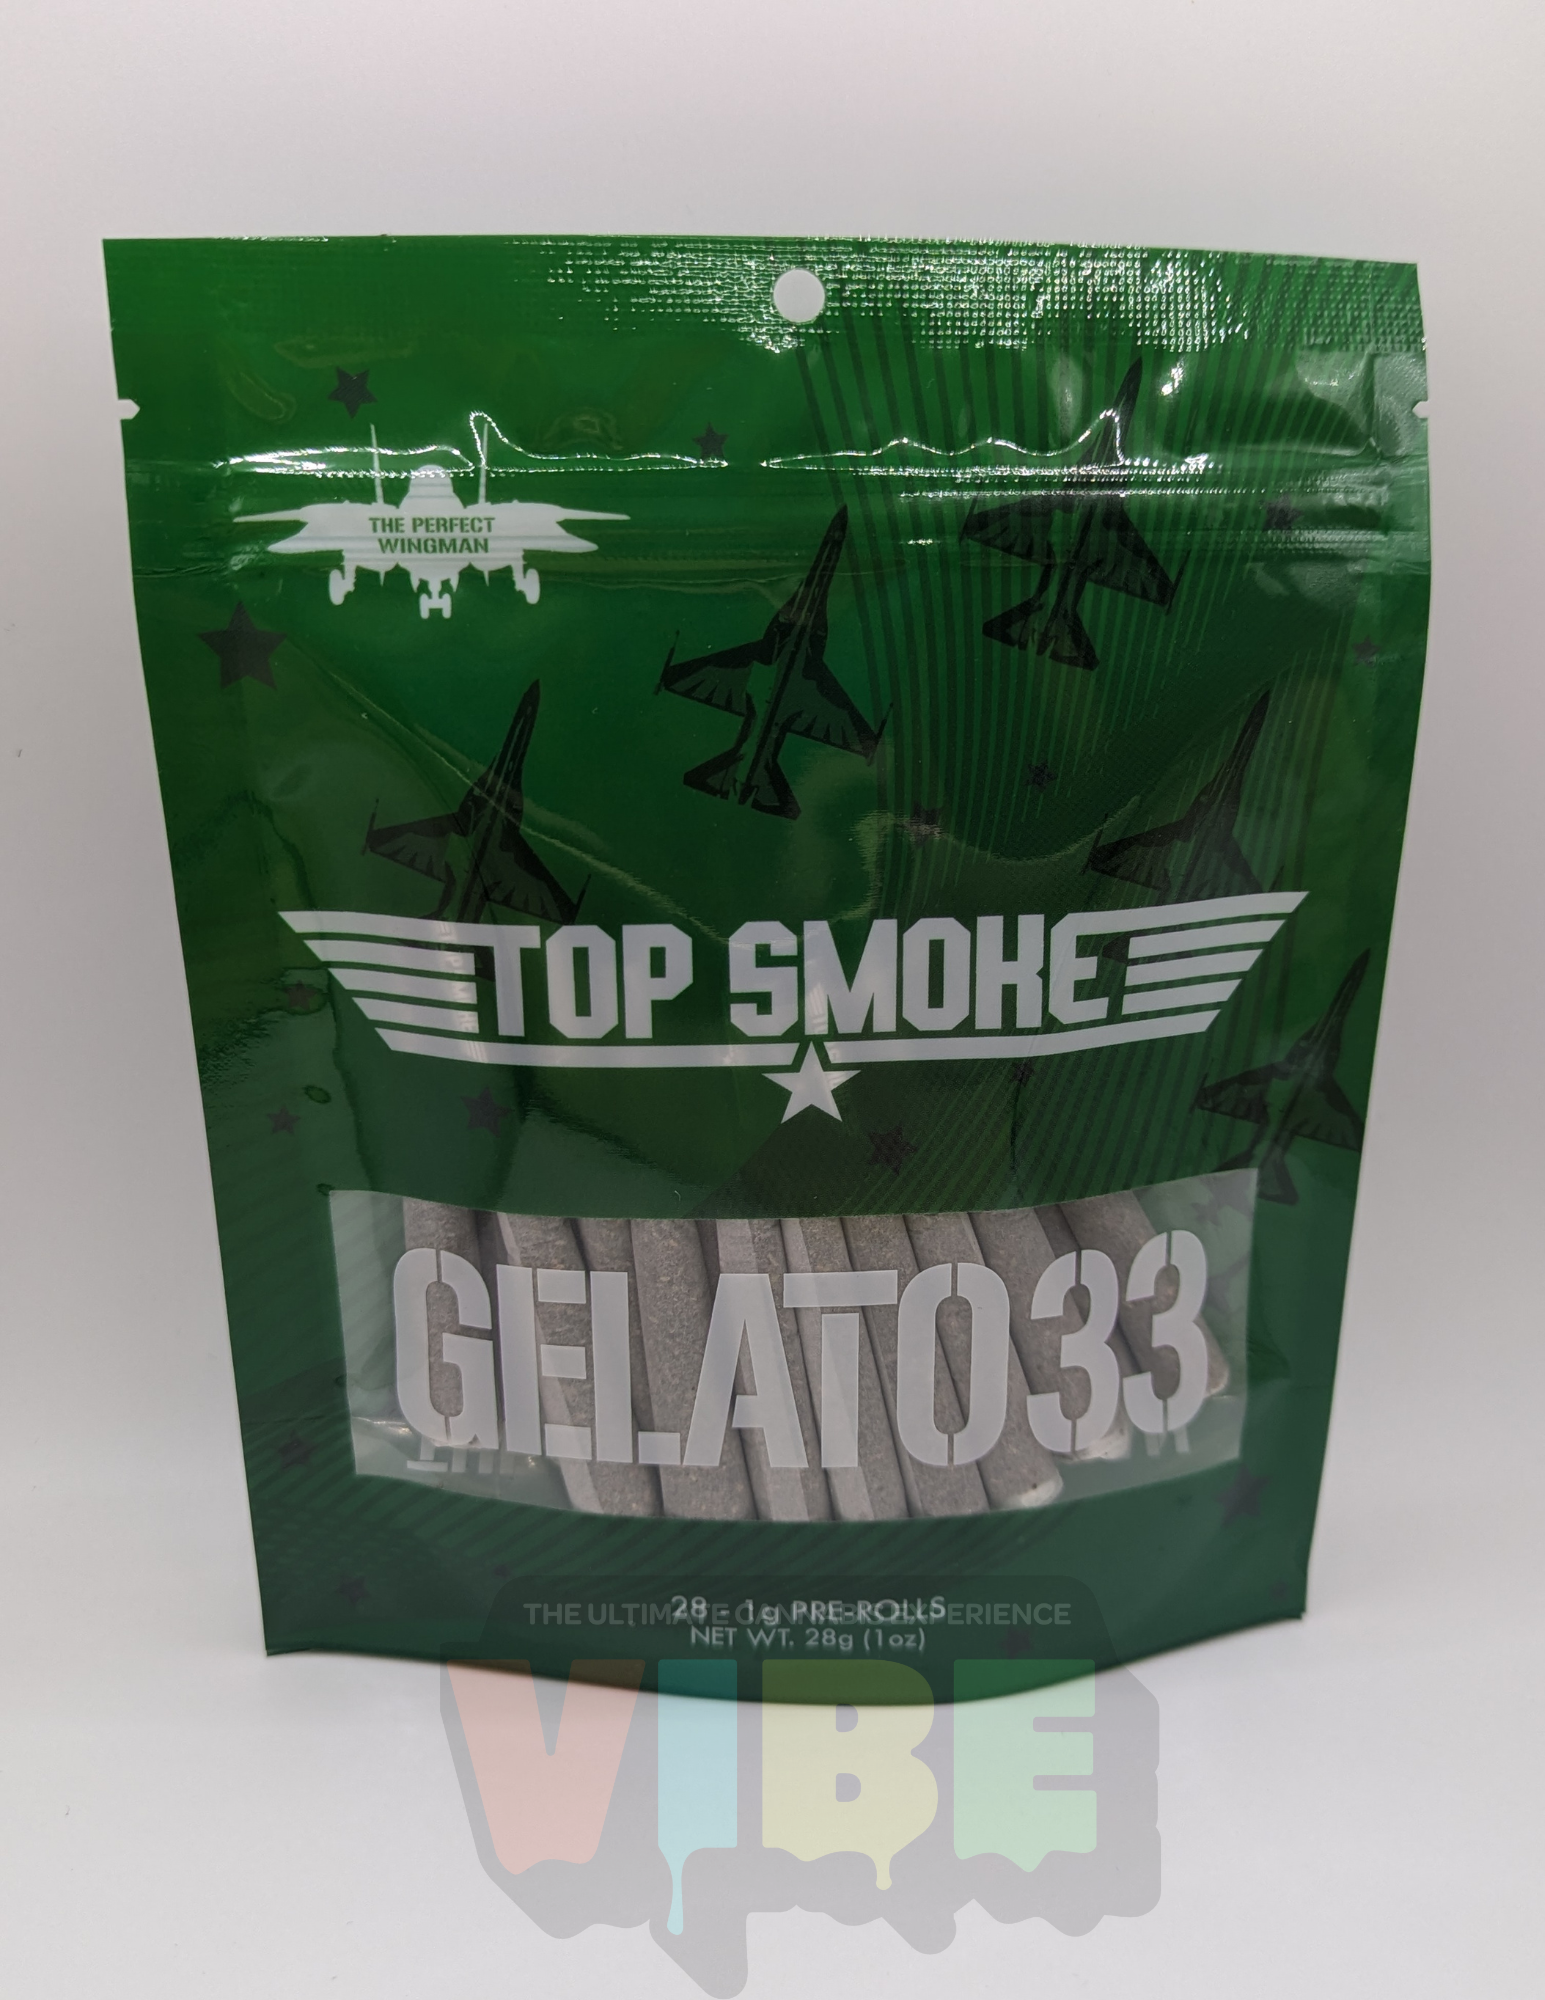 THE PERFECT
WINGMAN
TOP SMOKE
GELATO 33
28 - 1g PRE-ROLLS
THE ULTIMATE CANNABIS EXPERIENCE
NET WT. 28g (1oz)
VIBE